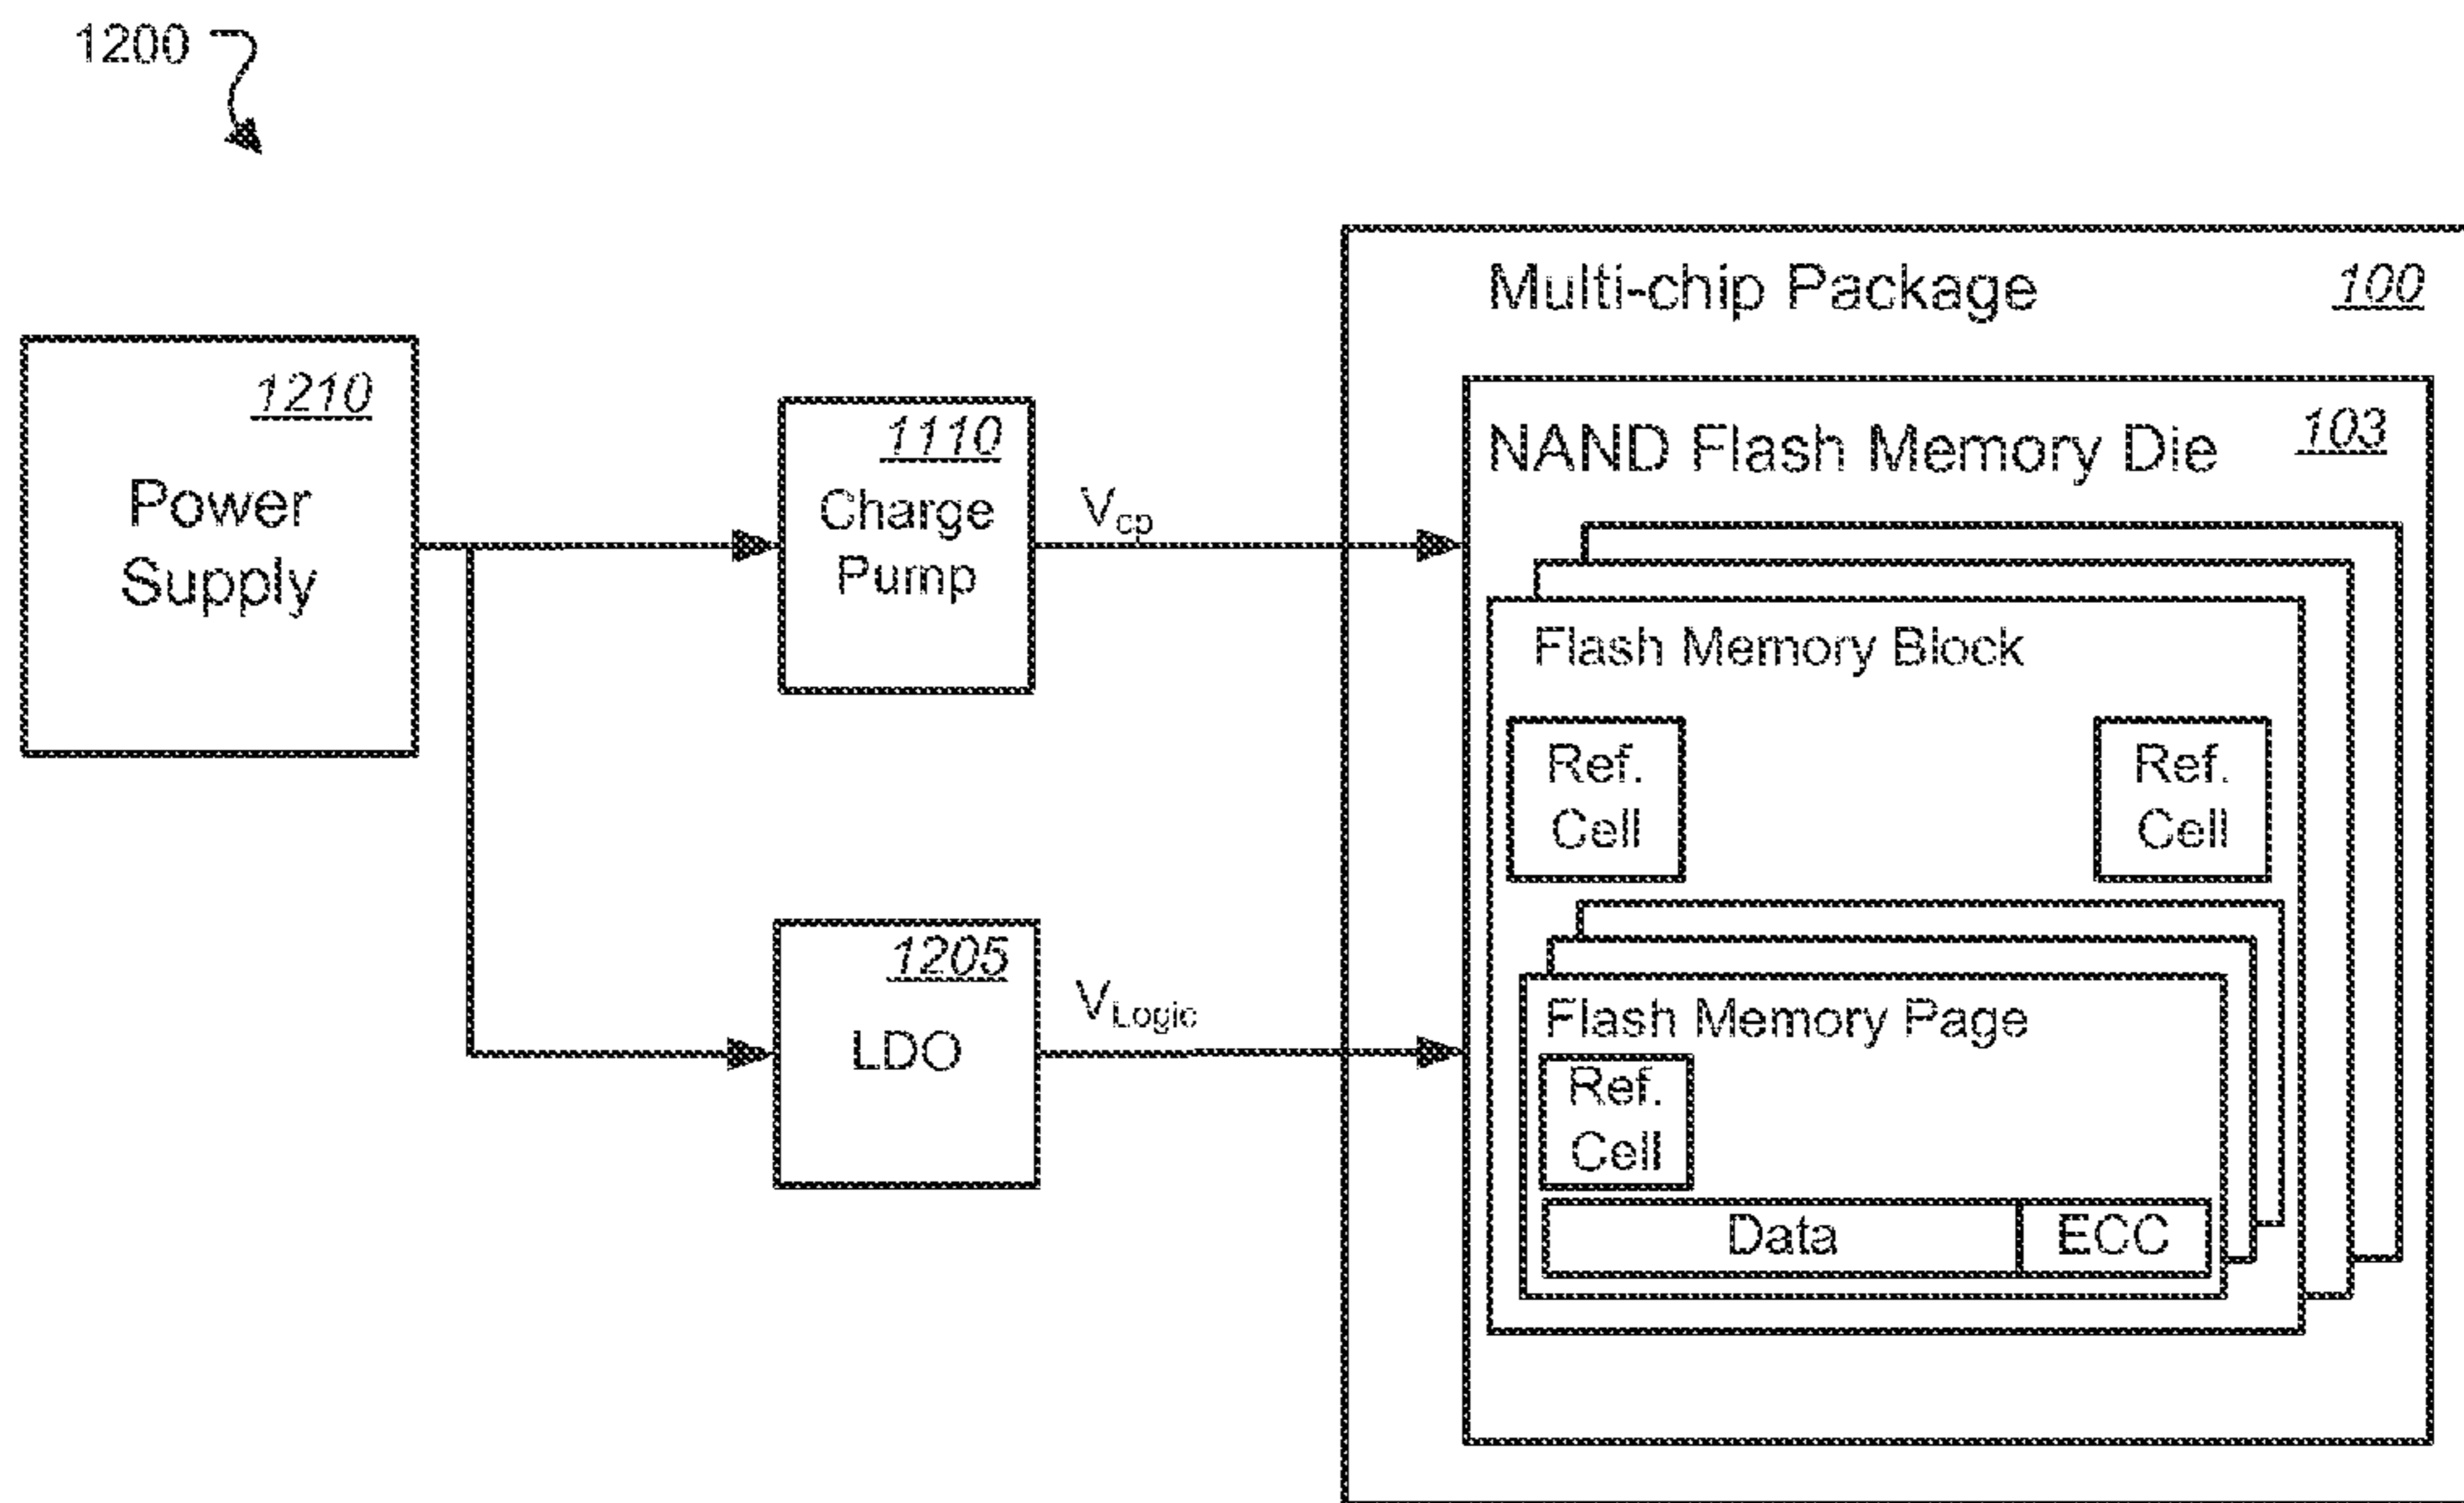 1200
Multi-chip Package 100
1210
Power
Supply
1110
Charge
Pump
Vcp
NAND Flash Memory Die 103
Flash Memory Block
Ref.
Cell
Ref.
Cell
1205
LDO
VLogic
Flash Memory Page
Ref.
Cell
Data ECC